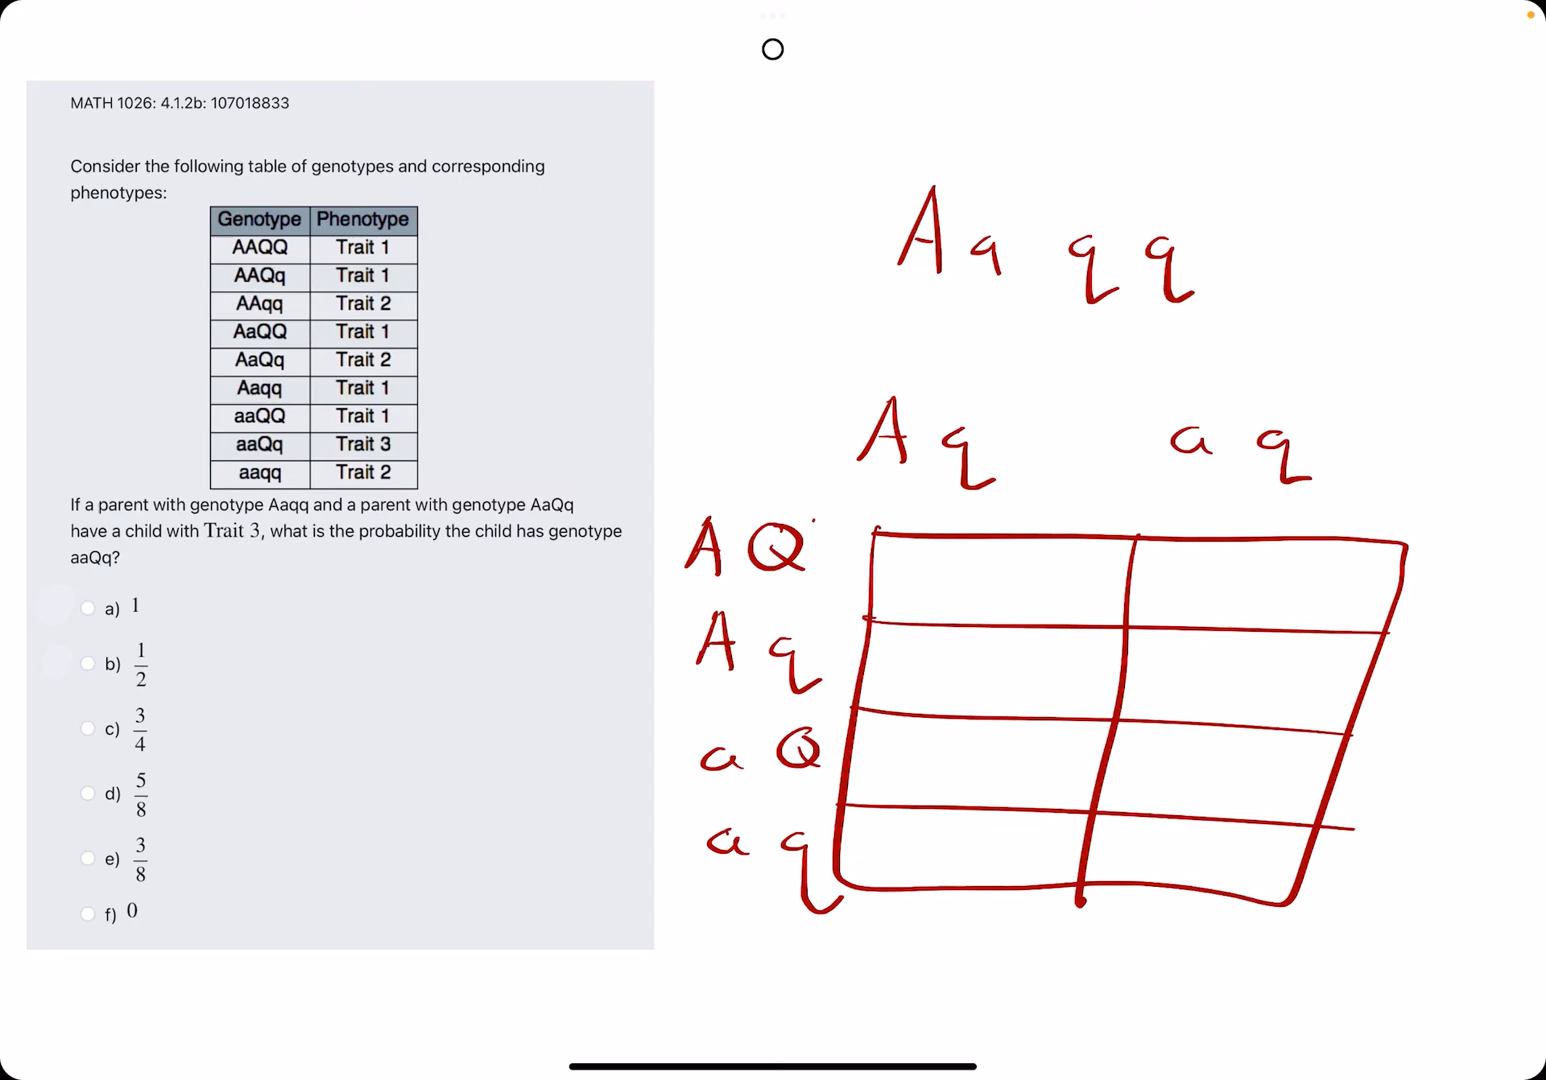 MATH 1026: 4.1.2b: 107018833
Consider the following table of genotypes and corresponding
phenotypes:
Genotype Phenotype
AAQQ Trait 1
AAQq Trait 1
AAqq Trait 2
AaQQ Trait 1
AaQq Trait 2
Aaqq Trait 1
aaQQ Trait 1
aaQq Trait 3
aaqq Trait 2
If a parent with genotype Aaqq and a parent with genotype AaQq
have a child with Trait 3, what is the probability the child has genotype
aaQq?
a) 1
b) 1/2
c) 3/4
d) 5/8
e) 3/8
f) 0
A a q q
A q a q
A Q
A q
a Q
a q